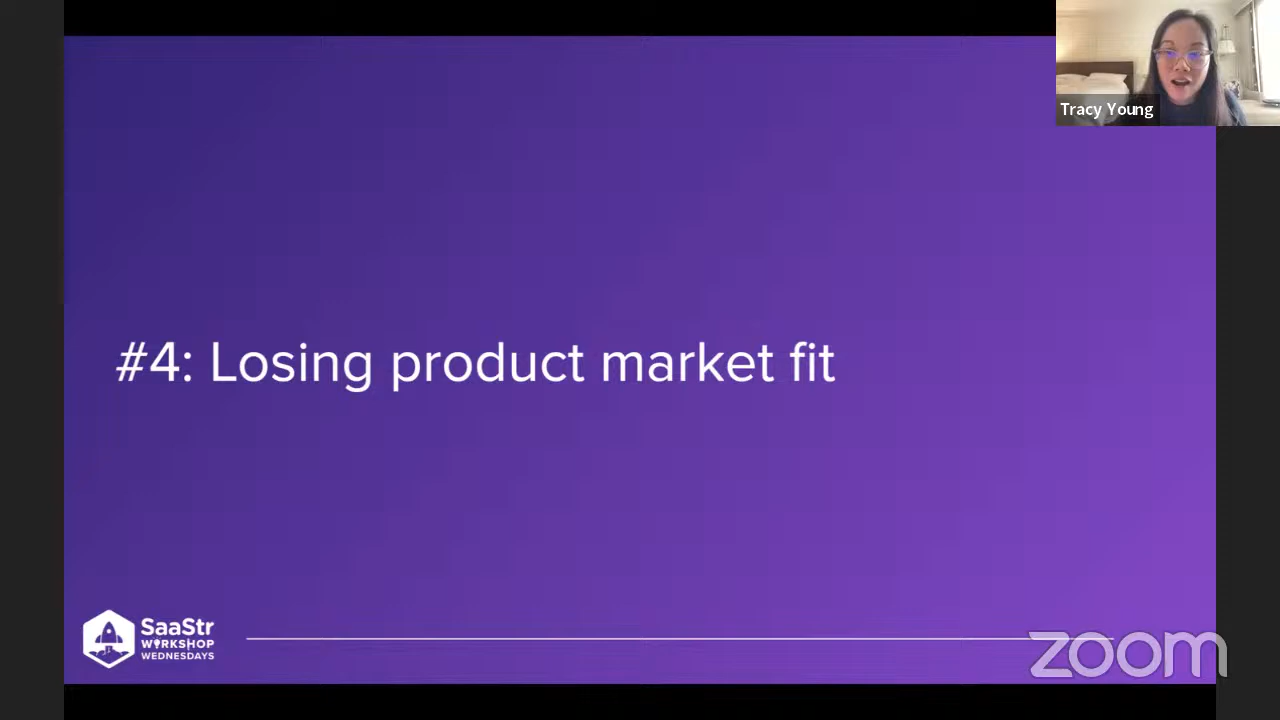 Tracy Young
#4: Losing product market fit
SaaStr
WORKSHOP
WEDNESDAYS
zoom